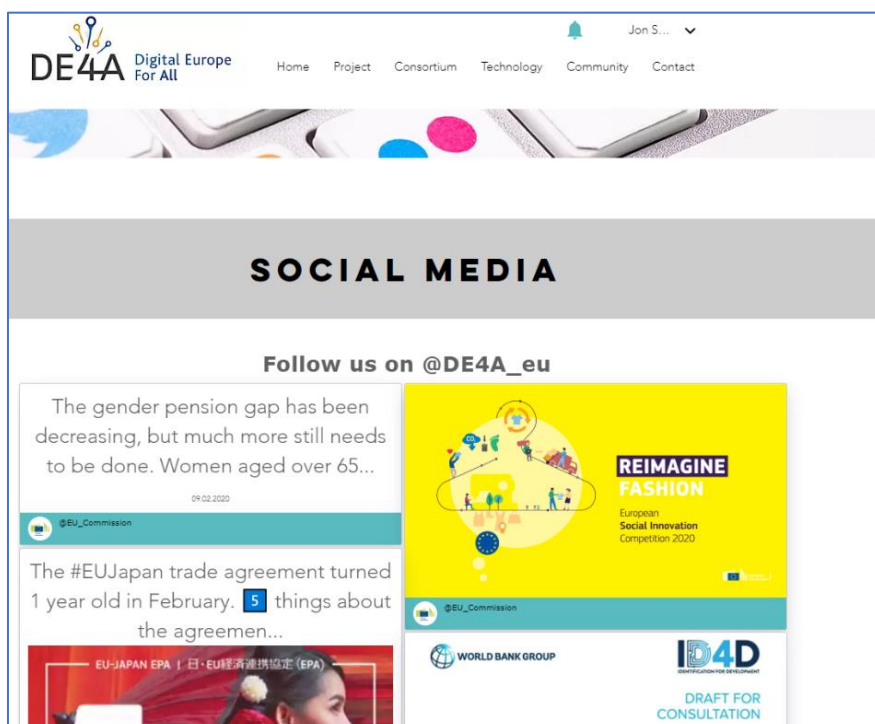 DE4A Digital Europe
For All
Jon S...
Home Project Consortium Technology Community Contact
SOCIAL MEDIA
Follow us on @DE4A_eu
The gender pension gap has been
decreasing, but much more still needs
to be done. Women aged over 65...
09.02.2020
@EU_Commission
The #EUJapan trade agreement turned
1 year old in February. 5 things about
the agreemen...
EU-JAPAN EPA | 日・EU経済連携協定 (EPA)
CO₂
REIMAGINE
FASHION
European
Social Innovation
Competition 2020
@EU_Commission
WORLD BANK GROUP
ID4D
IDENTIFICATION FOR DEVELOPMENT
DRAFT FOR
CONSULTATION